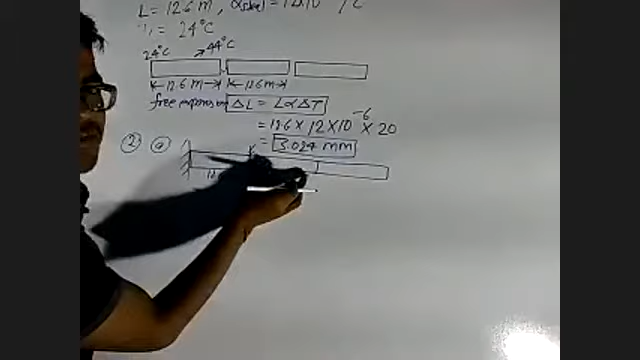 L = 12.6 m, αsteel = 12×10 /°C
= 24°C
24°C → 44°C
12.6 m 12.6 m
free expansion ΔL = LαΔT
= 12.6 × 12 × 10⁻⁶ × 20
= 3.024 mm
② ⓐ